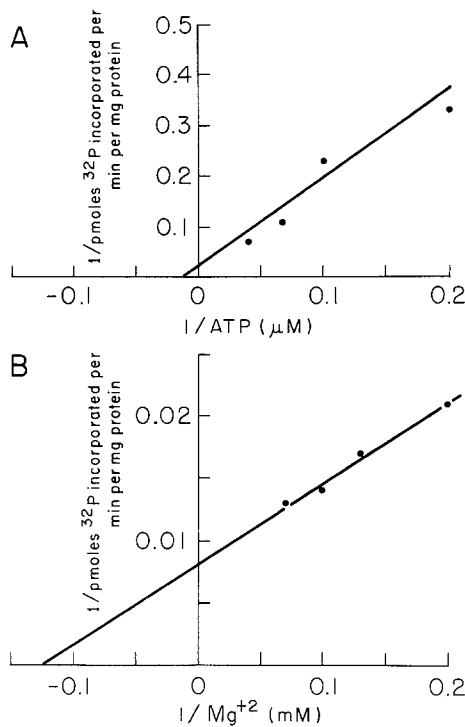 A
1/pmoles 32P incorporated per
min per mg protein
0.5
0.4
0.3
0.2
0.1
-0.1 0 0.1 0.2
1/ATP (μM)
B
1/pmoles 32P incorporated per
min per mg protein
0.02
0.01
-0.1 0 0.1 0.2
1/Mg+2 (mM)